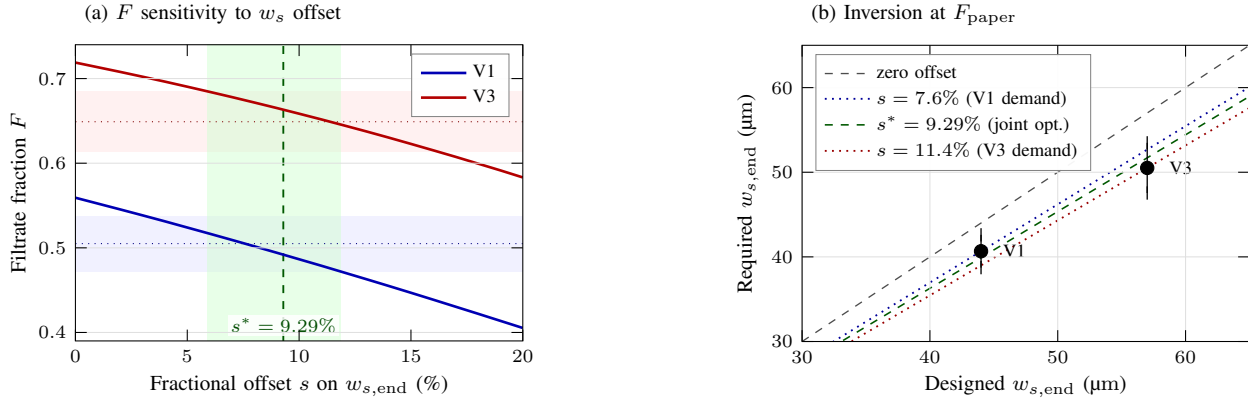 (a) F sensitivity to w_s offset
0.7
0.6
0.5
0.4
Filtrate fraction F
V1
V3
s* = 9.29%
0
5
10
15
20
Fractional offset s on w_s,end (%)
(b) Inversion at F_paper
60
50
40
30
Required w_s,end (µm)
zero offset
s = 7.6% (V1 demand)
s* = 9.29% (joint opt.)
s = 11.4% (V3 demand)
V3
V1
30
40
50
60
Designed w_s,end (µm)